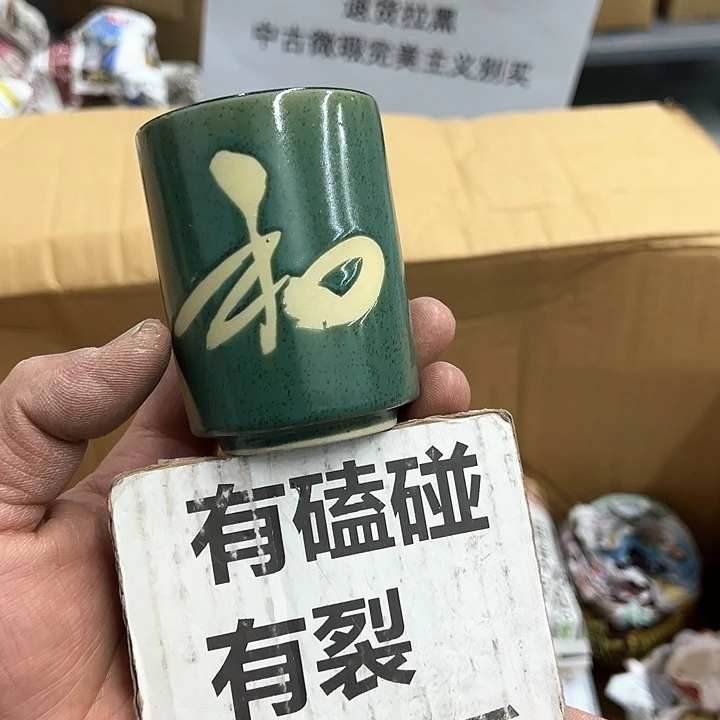 退货拉黑
中古微瑕完美主义别买
和
有磕碰
有裂